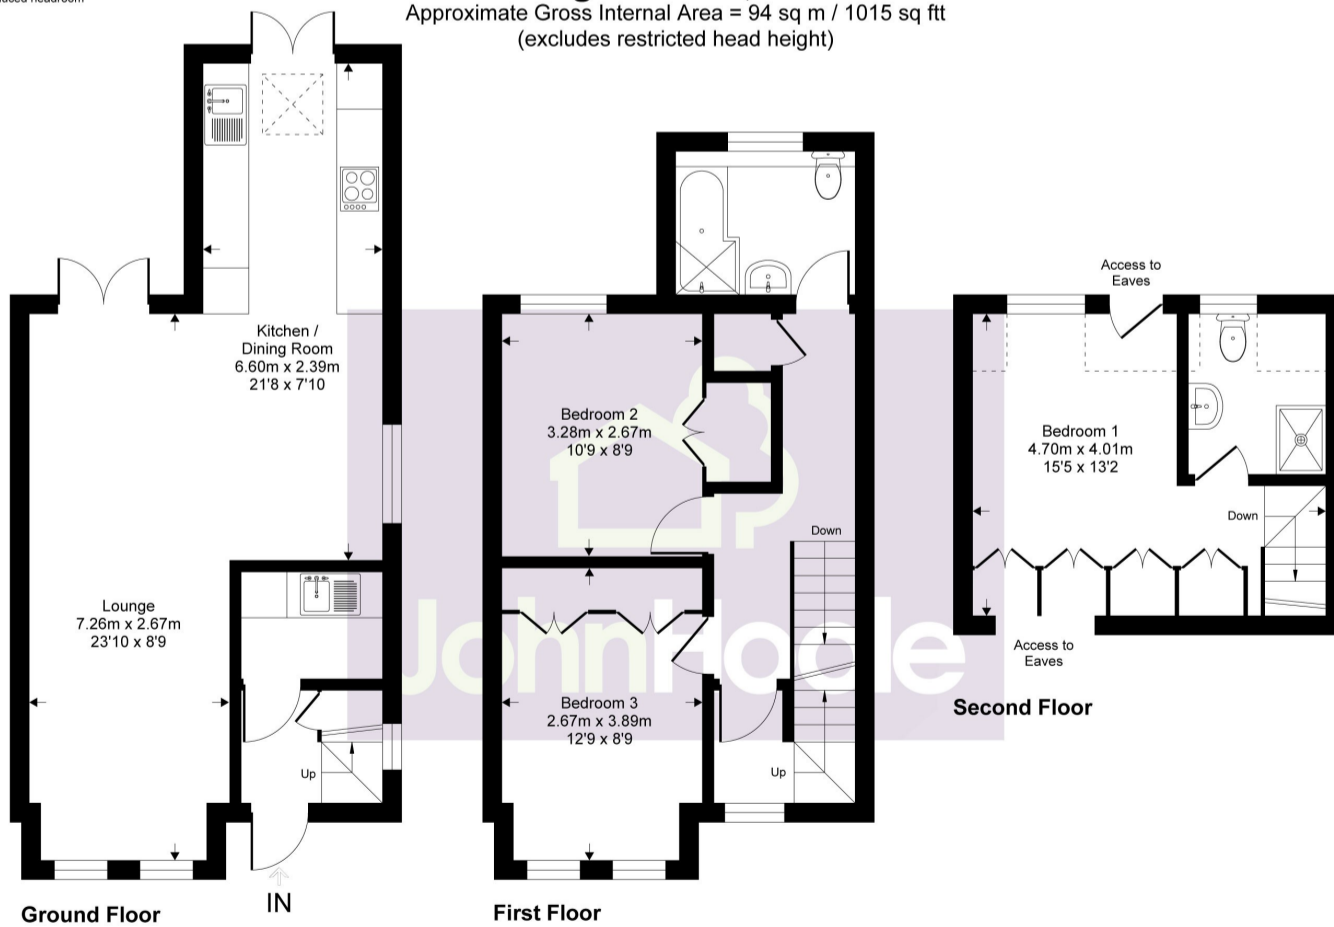 Approximate Gross Internal Area = 94 sq m / 1015 sq ftt
(excludes restricted head height)
Kitchen /
Dining Room
6.60m x 2.39m
21'8 x 7'10
Lounge
7.26m x 2.67m
23'10 x 8'9
Up
IN
Ground Floor
Bedroom 2
3.28m x 2.67m
10'9 x 8'9
Down
Bedroom 3
2.67m x 3.89m
12'9 x 8'9
Up
First Floor
Access to
Eaves
Bedroom 1
4.70m x 4.01m
15'5 x 13'2
Down
Access to
Eaves
Second Floor
JohnHoole